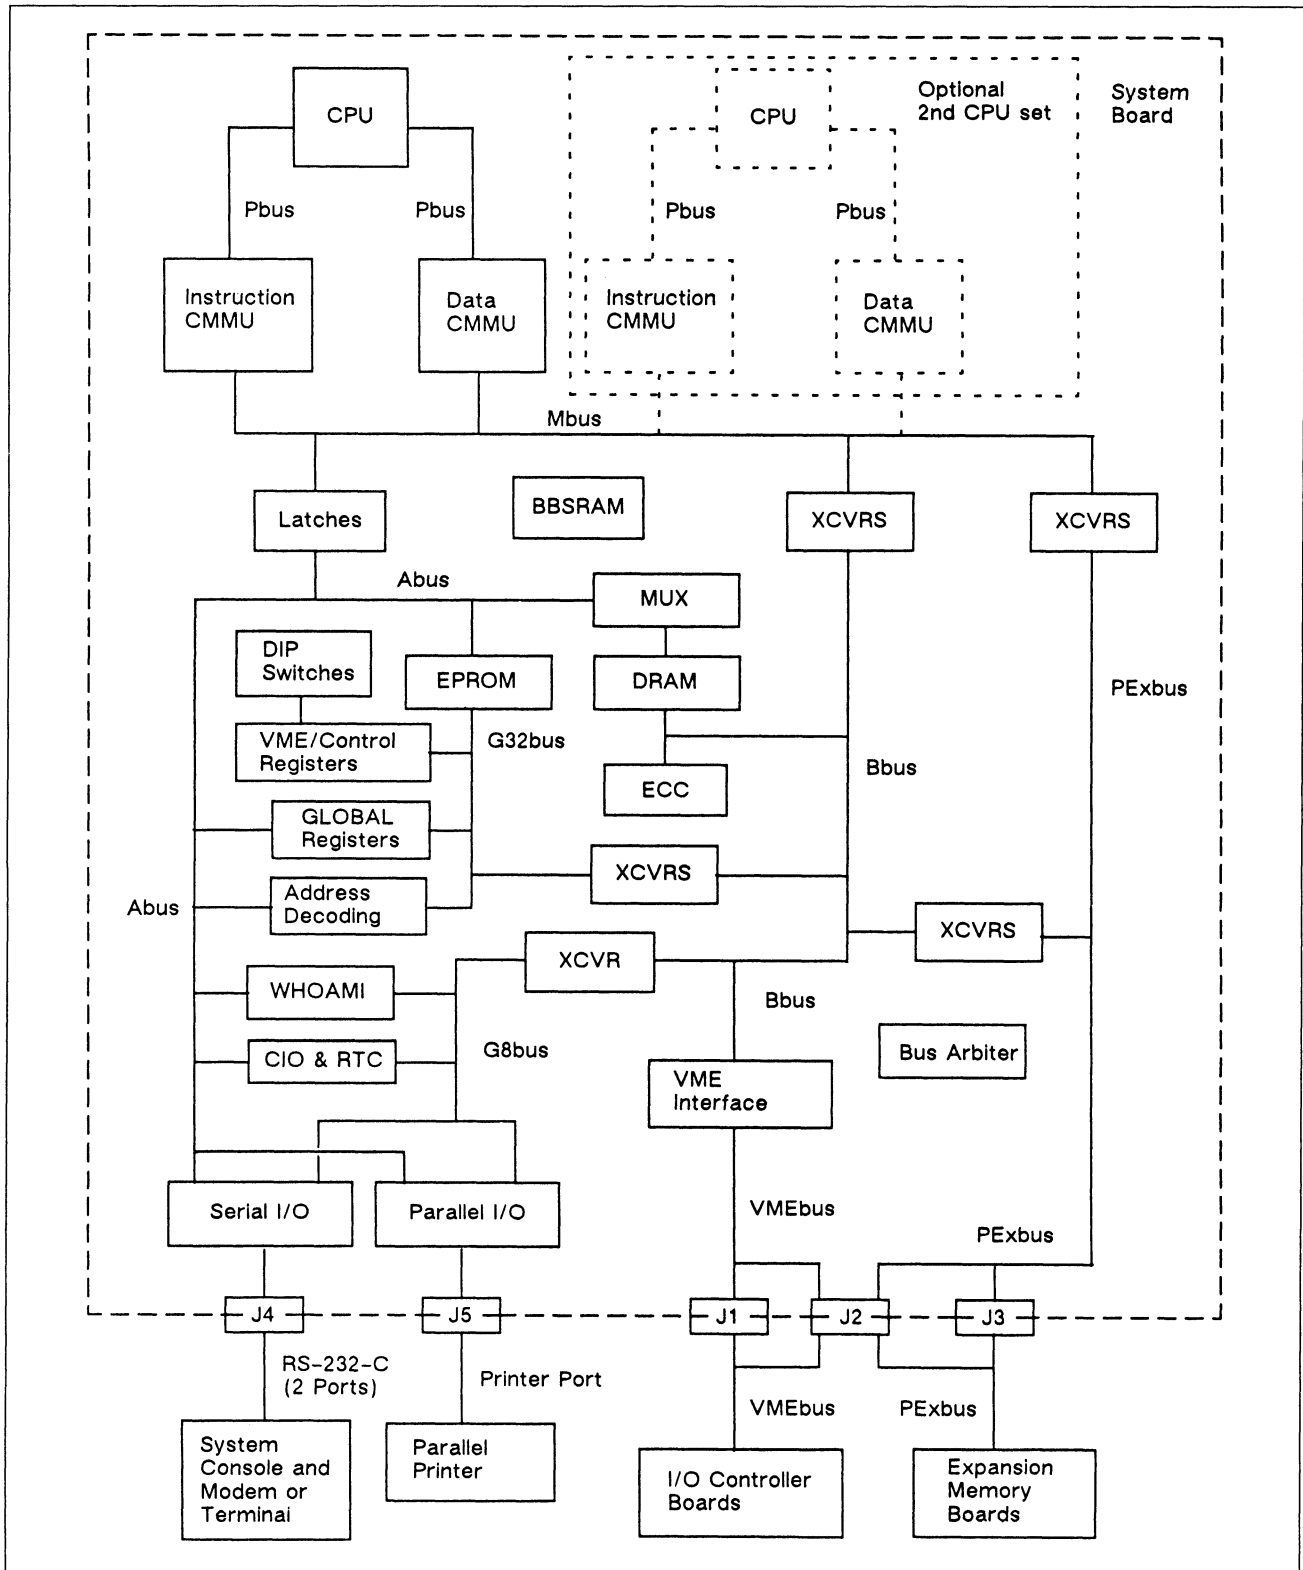 Optional
2nd CPU set
System
Board
CPU
CPU
Pbus
Pbus
Pbus
Pbus
Instruction
CMMU
Data
CMMU
Instruction
CMMU
Data
CMMU
Mbus
Latches
BBSRAM
XCVRS
XCVRS
Abus
MUX
DIP
Switches
EPROM
DRAM
PExbus
VME/Control
Registers
G32bus
Bbus
ECC
GLOBAL
Registers
XCVRS
Abus
Address
Decoding
XCVRS
XCVR
WHOAMI
Bbus
CIO & RTC
G8bus
Bus Arbiter
VME
Interface
Serial I/O
Parallel I/O
VMEbus
PExbus
J4
J5
J1
J2
J3
RS-232-C
(2 Ports)
Printer Port
VMEbus
PExbus
System
Console and
Modem or
Terminal
Parallel
Printer
I/O Controller
Boards
Expansion
Memory
Boards